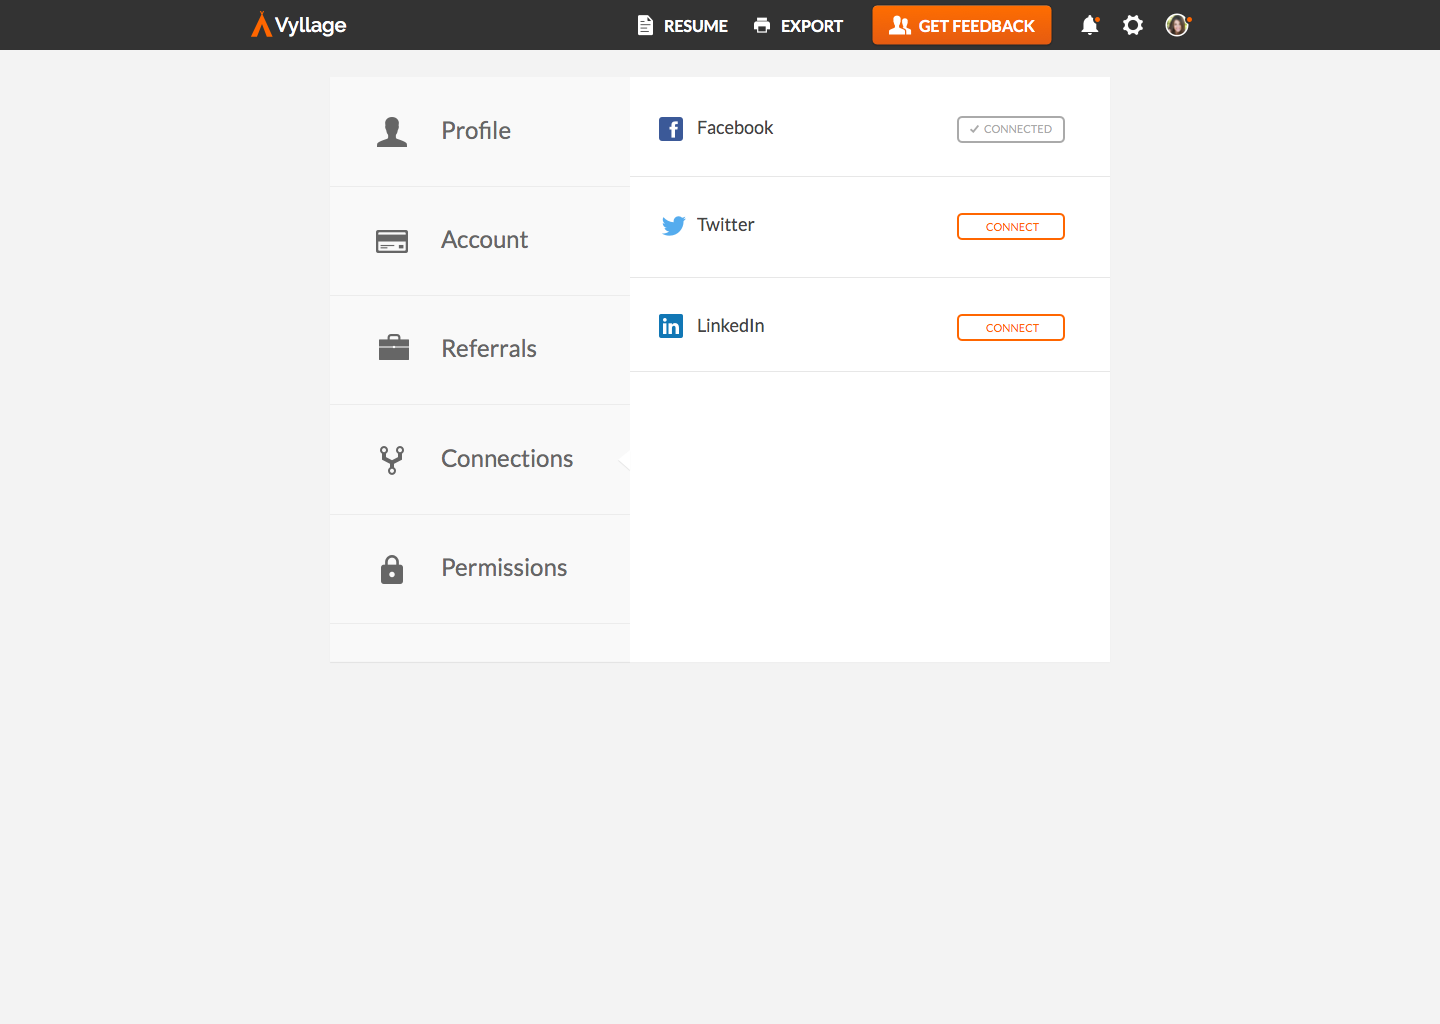 Vyllage
RESUME
EXPORT
GET FEEDBACK
Profile
Account
Referrals
Connections
Permissions
Facebook
CONNECTED
Twitter
CONNECT
LinkedIn
CONNECT